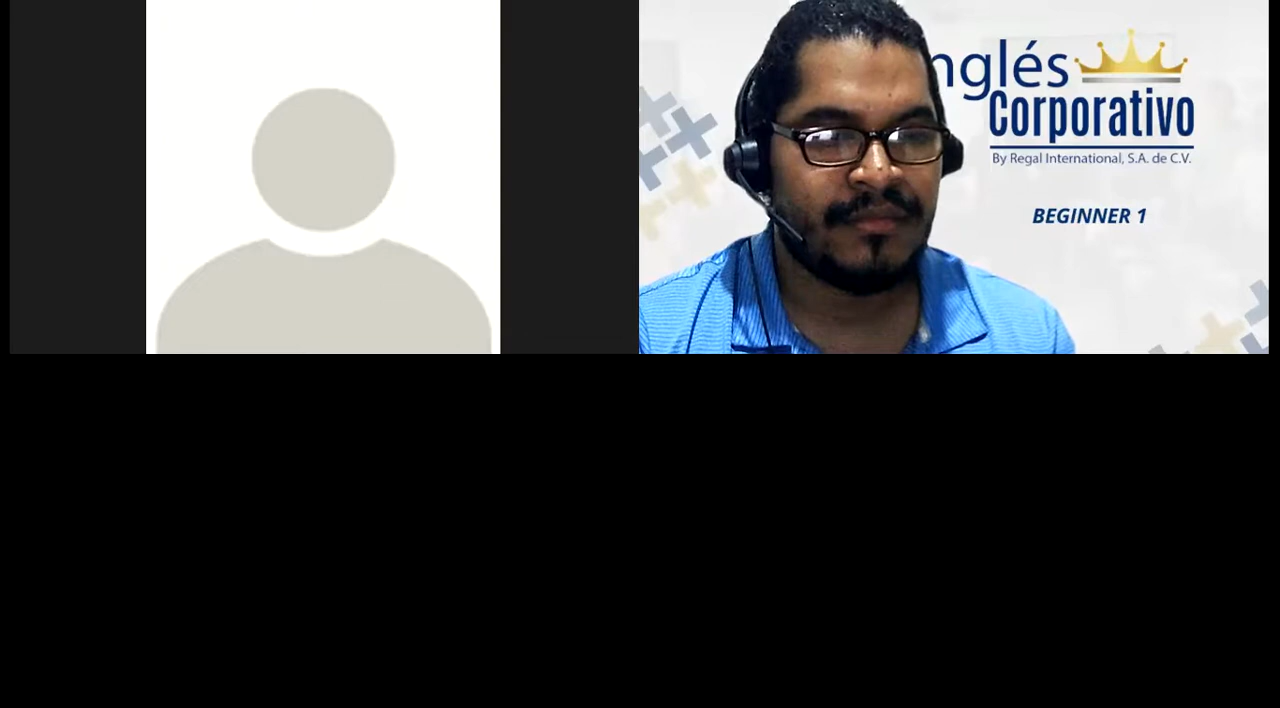 nglés
Corporativo
By Regal International, S.A. de C.V.
BEGINNER 1